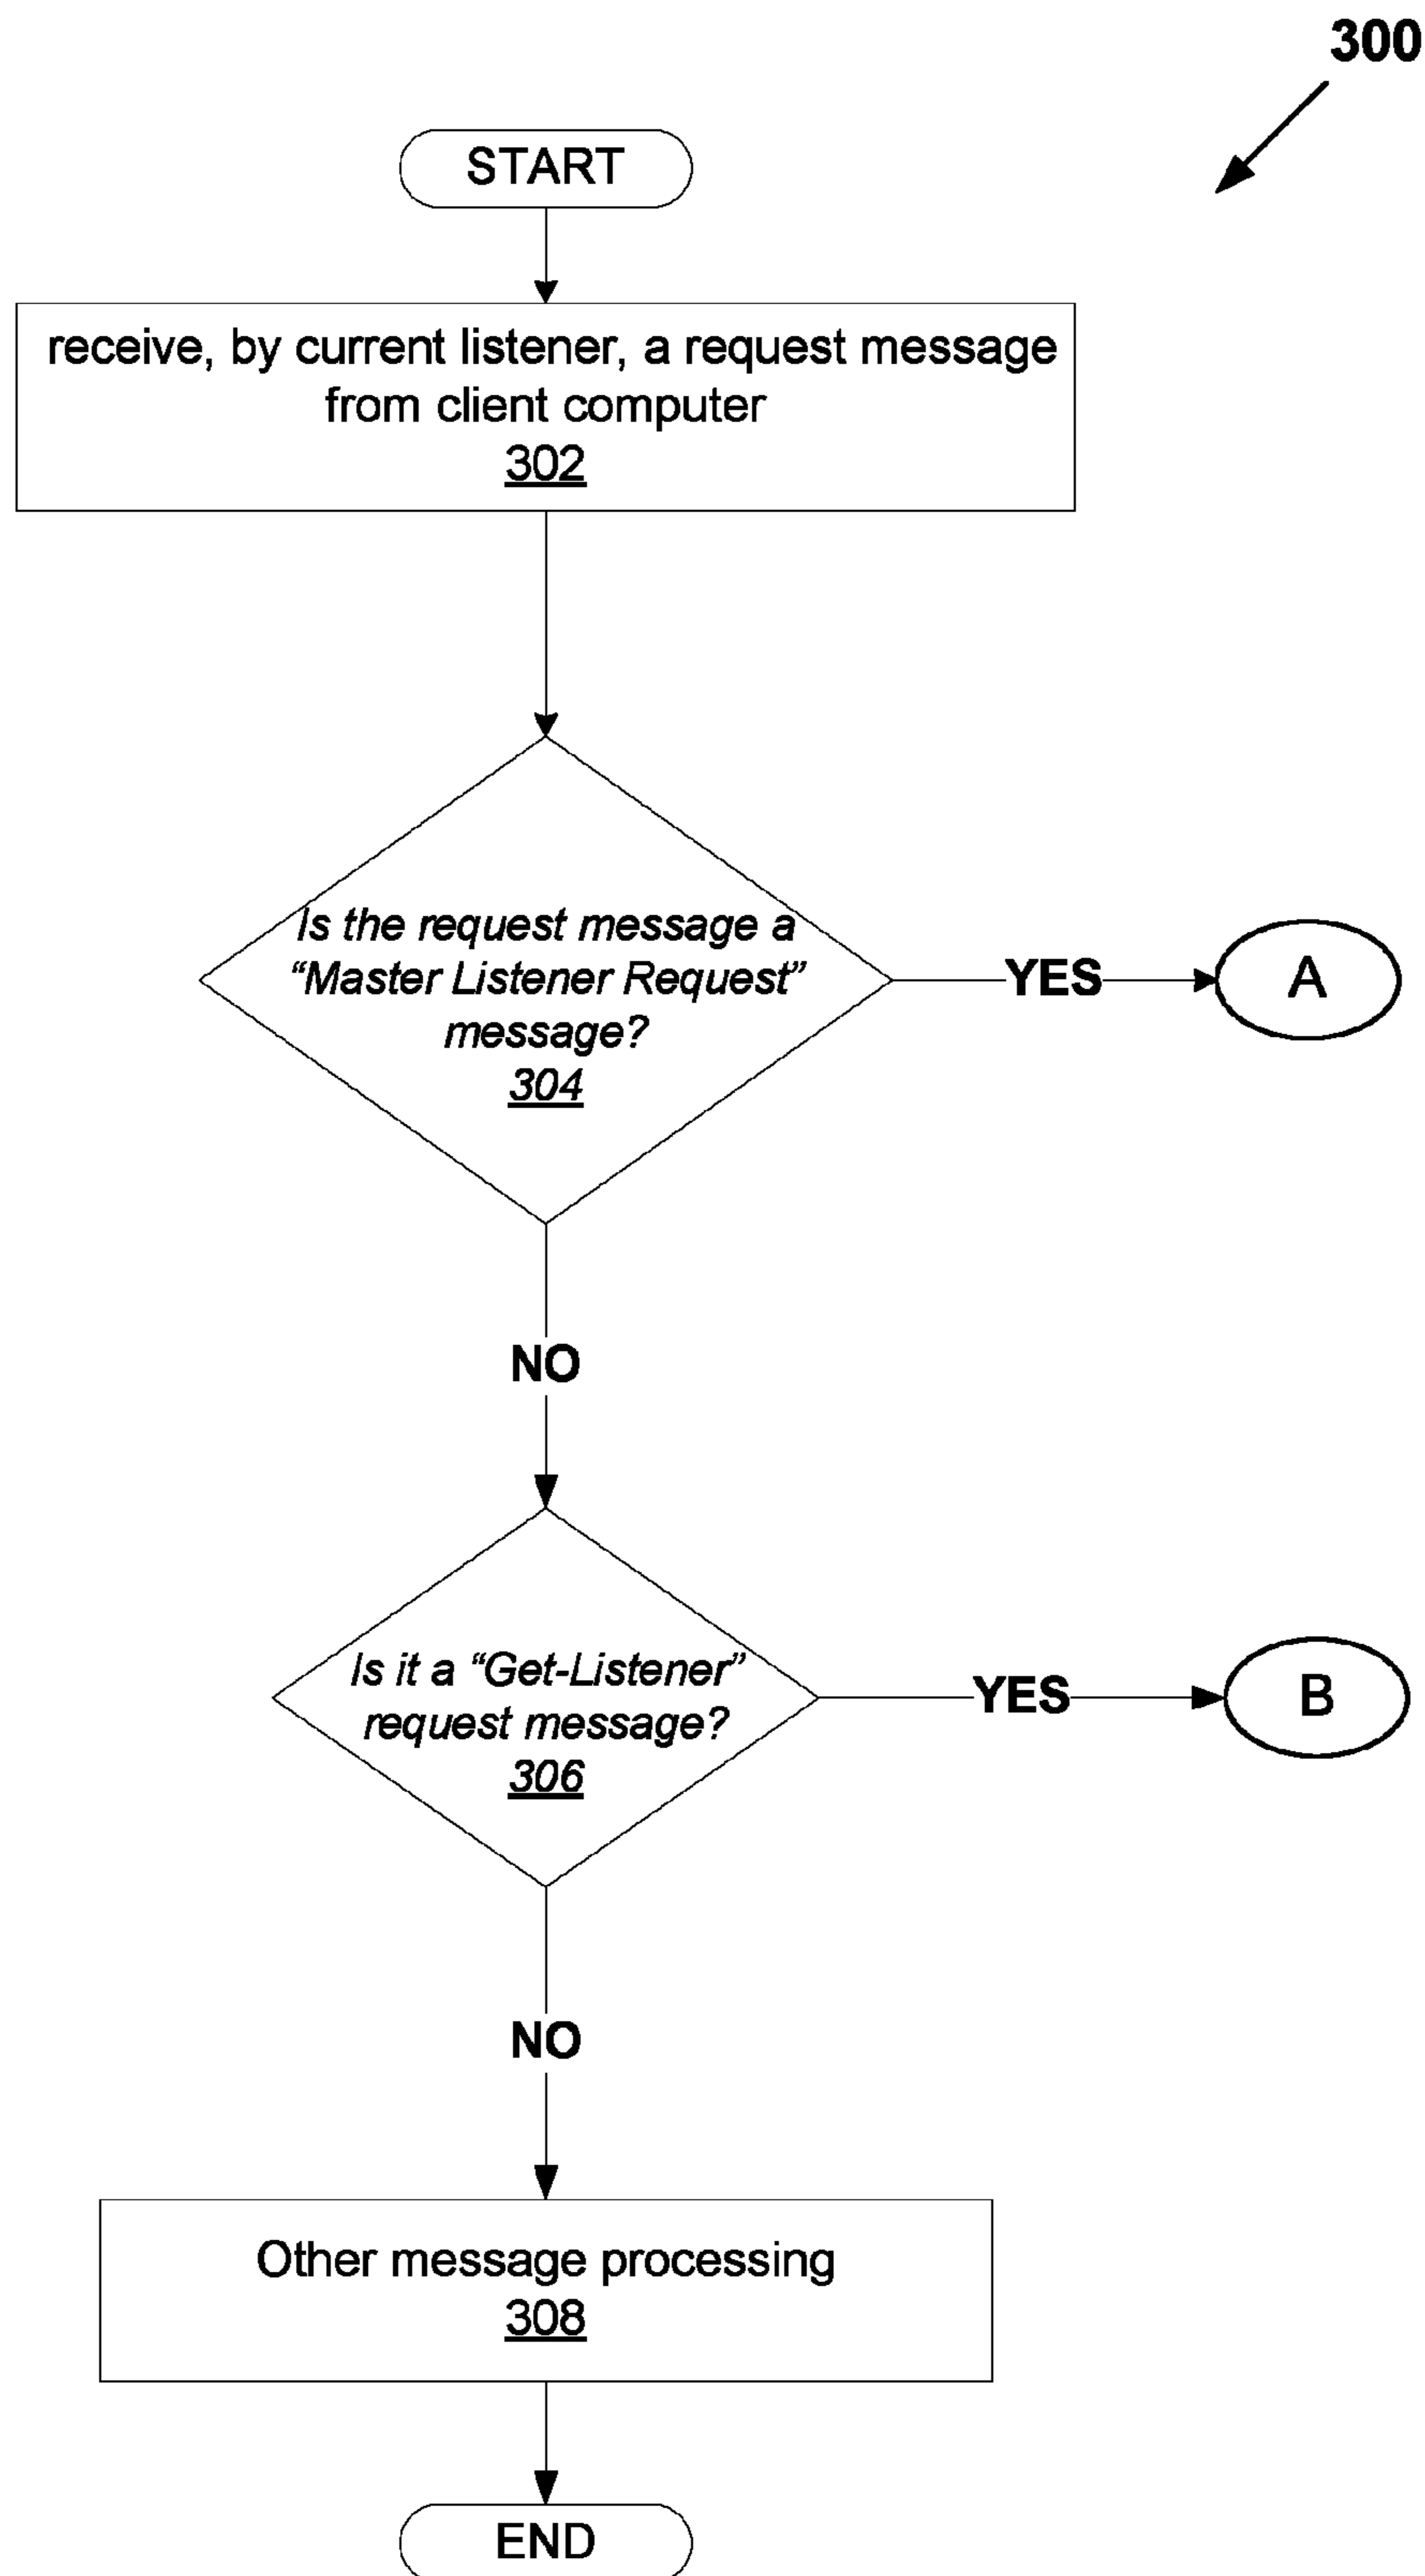 300
START
receive, by current listener, a request message
from client computer
302
Is the request message a
“Master Listener Request”
message?
304
YES
A
NO
Is it a “Get-Listener”
request message?
306
YES
B
NO
Other message processing
308
END